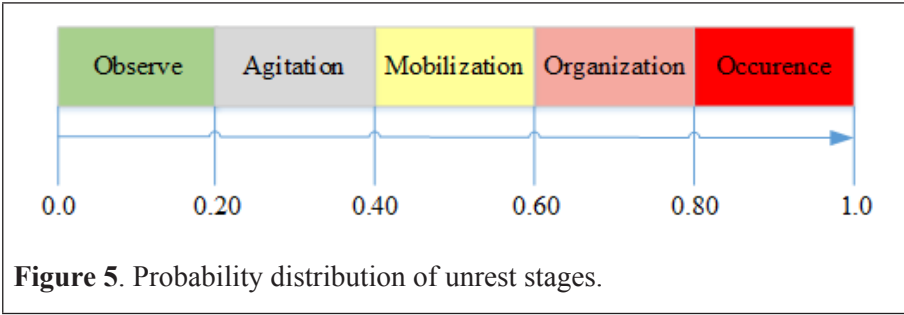 Observe Agitation Mobilization Organization Occurence
0.0 0.20 0.40 0.60 0.80 1.0
Figure 5. Probability distribution of unrest stages.